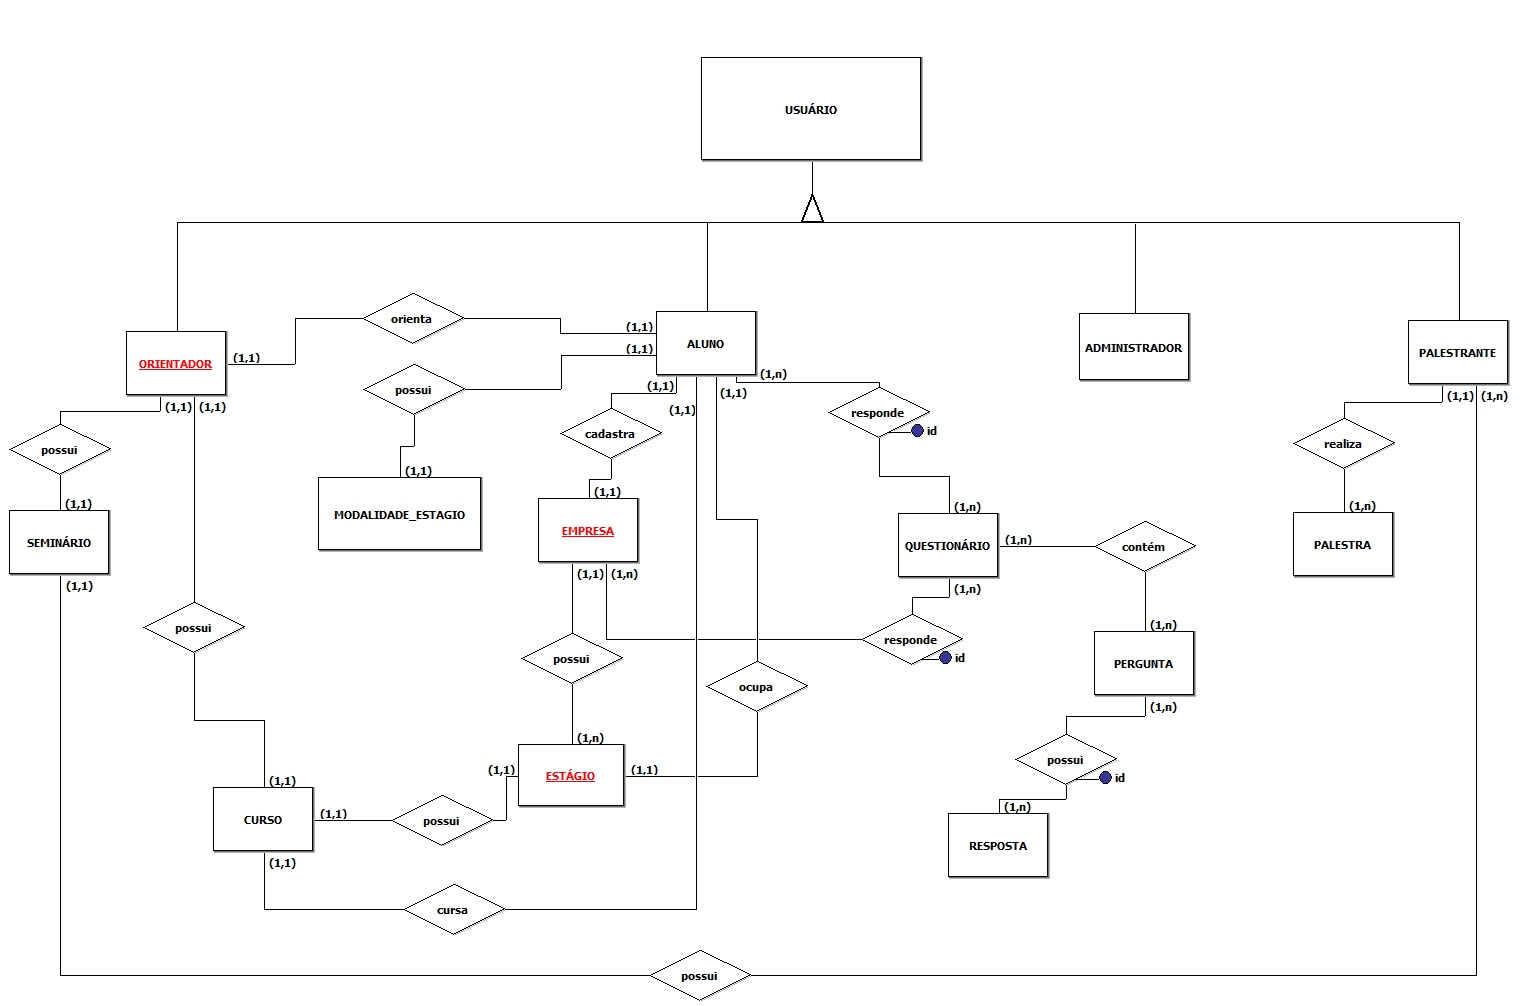 USUÁRIO
orienta
(1,1)
(1,1)
ALUNO
ADMINISTRADOR
PALESTRANTE
ORIENTADOR
(1,1)
(1,1)
(1,n)
possui
(1,1)
(1,1)
(1,1)
(1,n)
(1,1)
(1,1)
(1,1)
(1,1)
responde
id
cadastra
realiza
possui
(1,1)
(1,1)
(1,1)
(1,n)
(1,n)
MODALIDADE_ESTAGIO
EMPRESA
SEMINÁRIO
QUESTIONÁRIO
(1,n)
contém
PALESTRA
(1,1)
(1,1)
(1,n)
(1,n)
possui
(1,n)
responde
id
possui
PERGUNTA
ocupa
(1,n)
(1,n)
possui
id
(1,1)
(1,1)
ESTÁGIO
(1,1)
(1,n)
CURSO
(1,1)
possui
RESPOSTA
(1,1)
cursa
possui